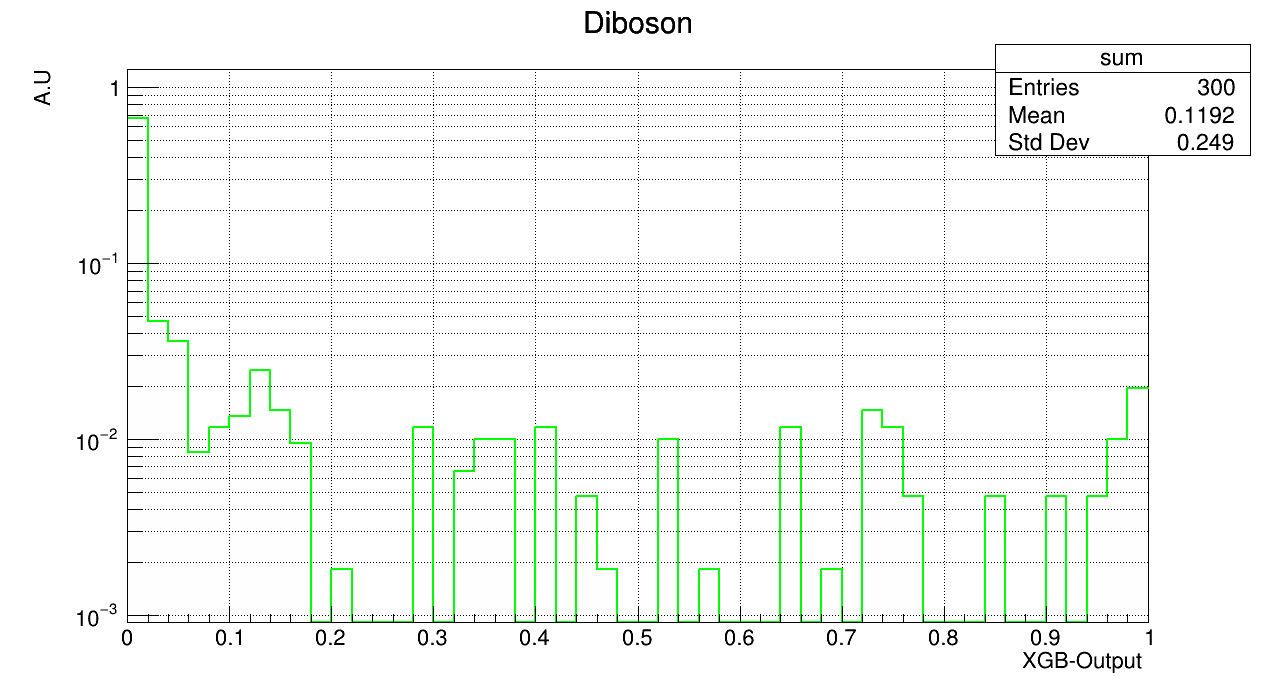 Diboson
A.U
sum
Entries 300
Mean 0.1192
Std Dev 0.249
1
10⁻¹
10⁻²
10⁻³
0 0.1 0.2 0.3 0.4 0.5 0.6 0.7 0.8 0.9 1
XGB-Output